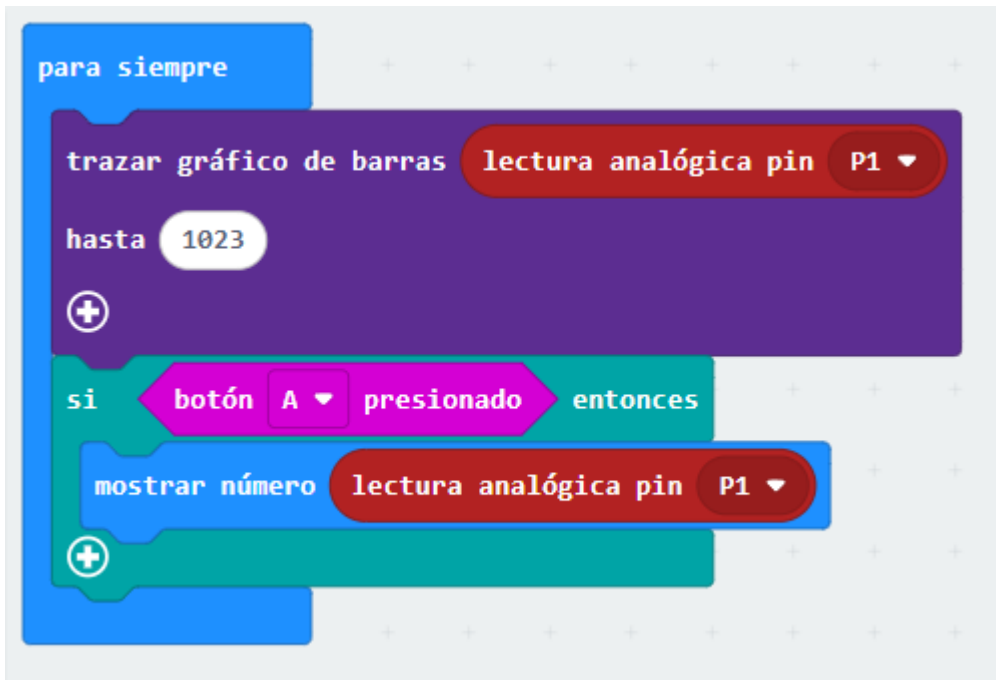 para siempre
trazar gráfico de barras lectura analógica pin P1
hasta 1023
si botón A presionado entonces
mostrar número lectura analógica pin P1